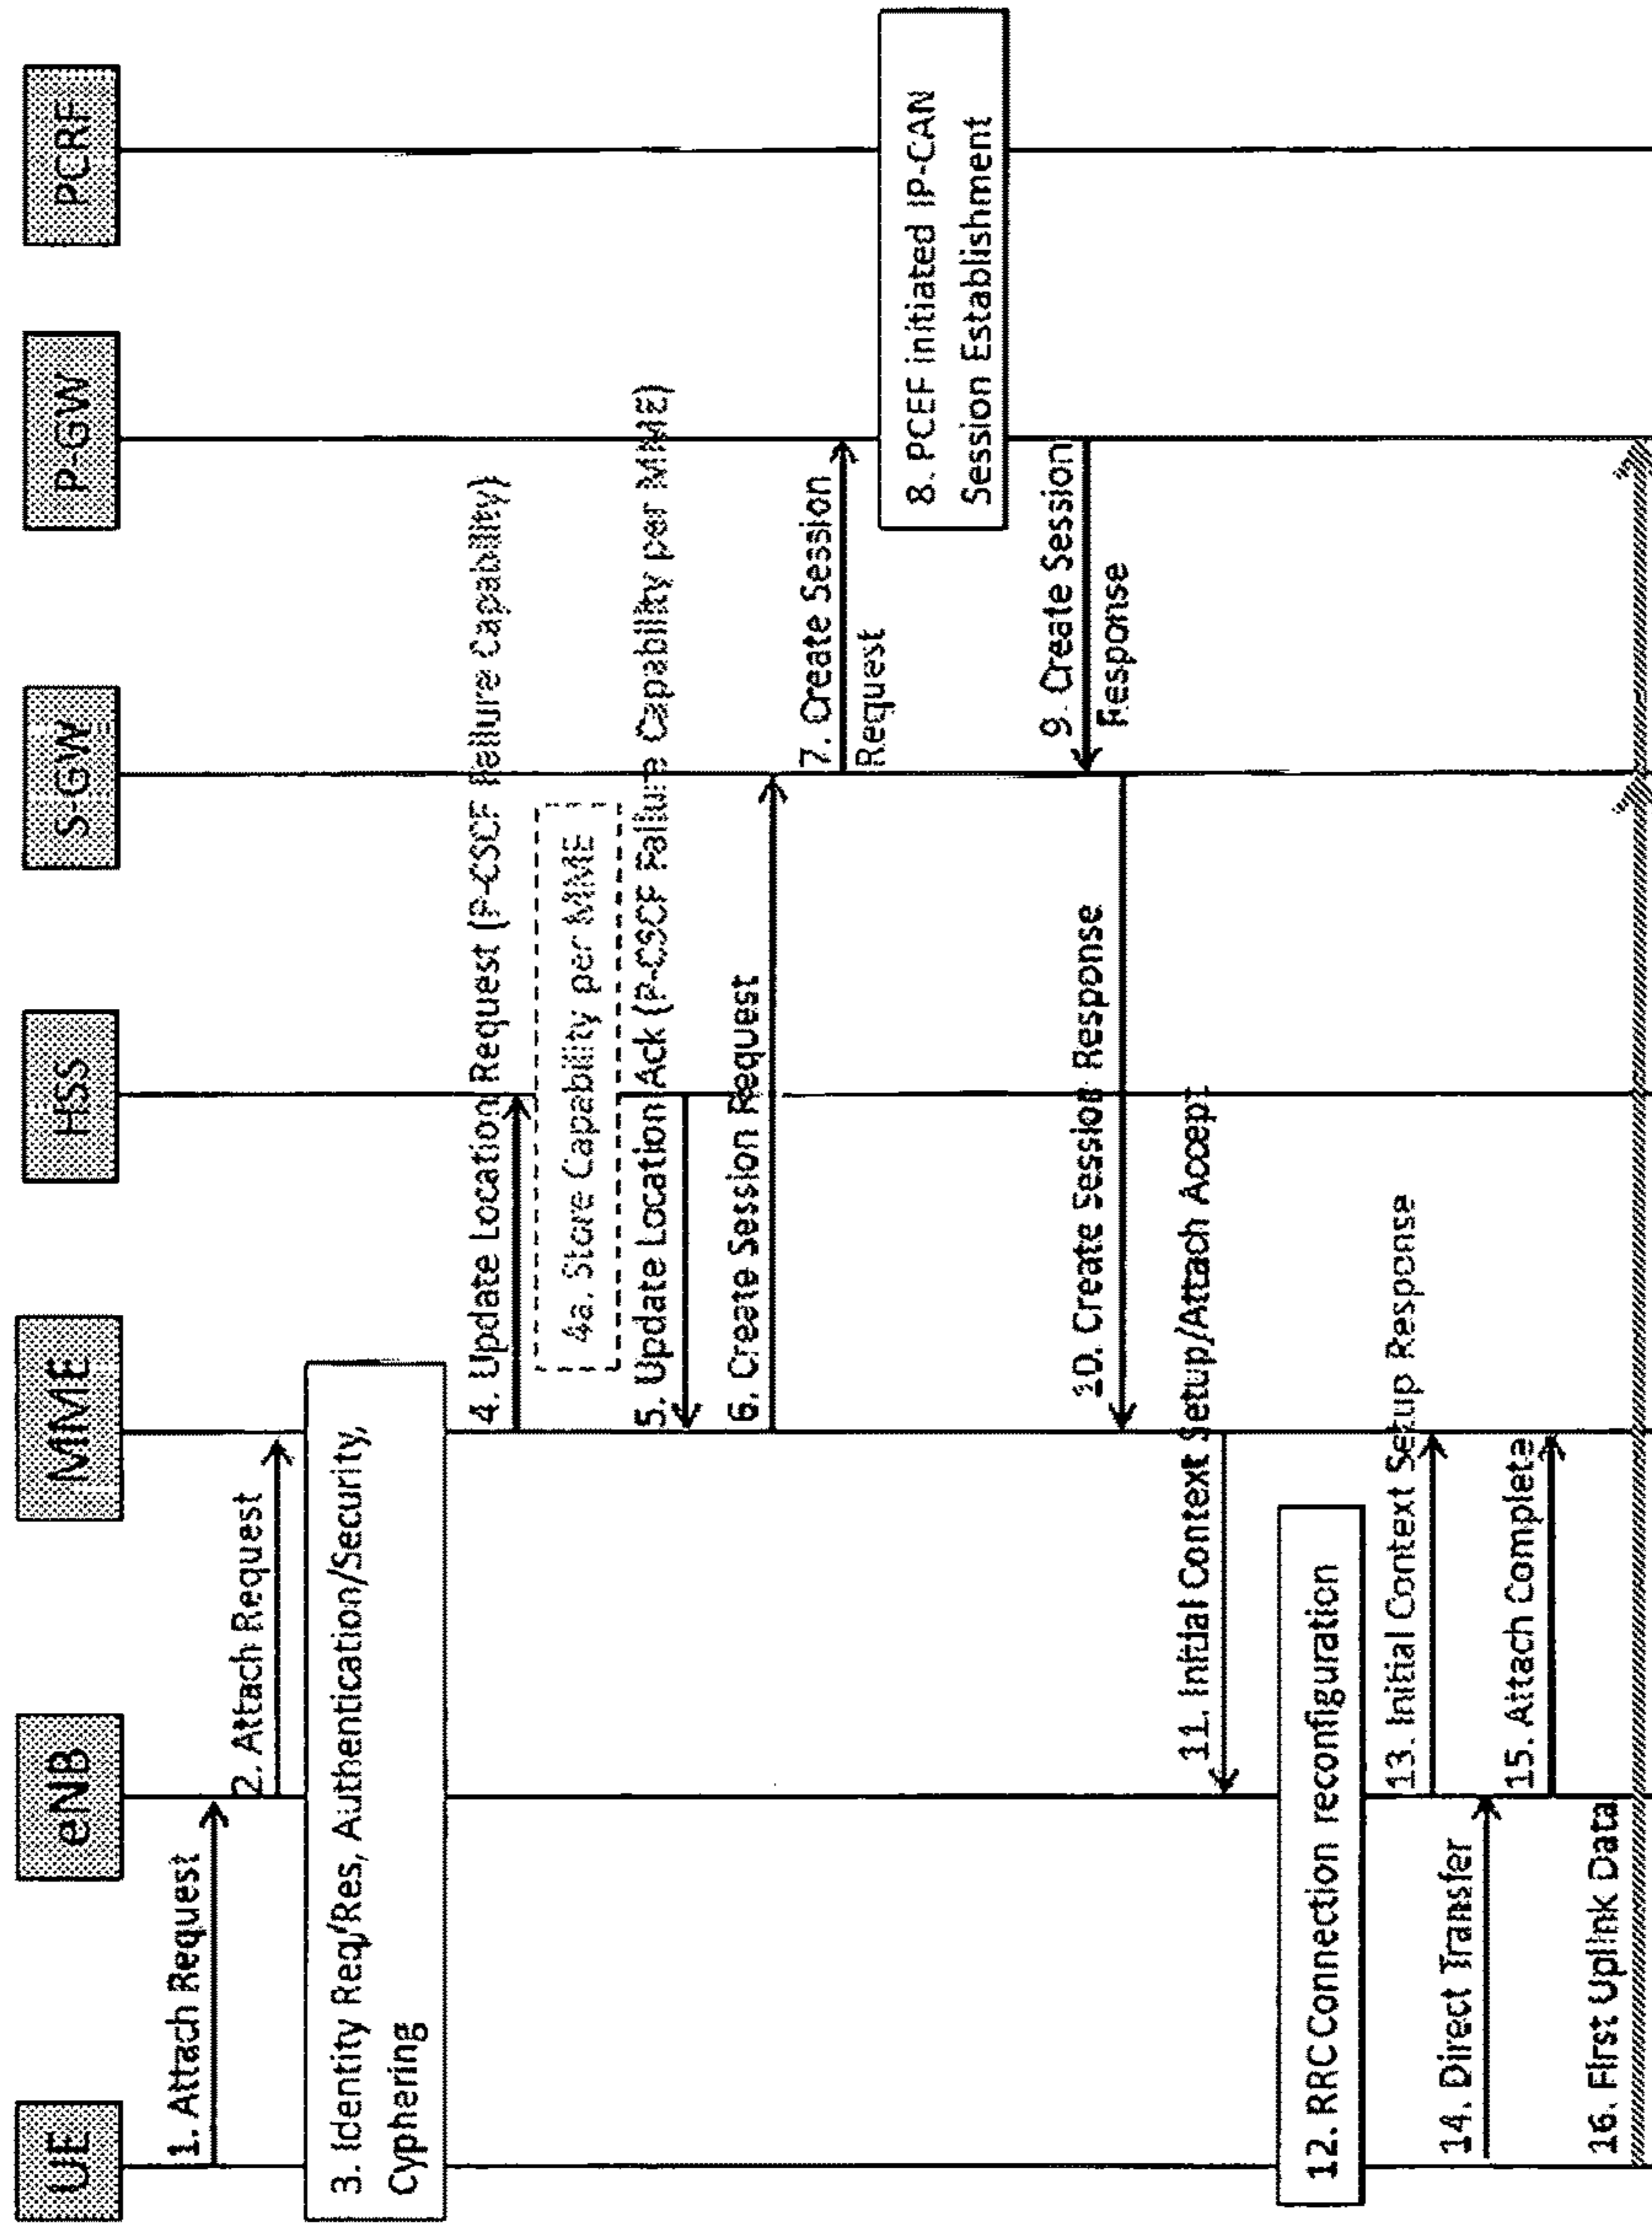 UE
eNB
MME
HSS
S-GW
P-GW
PCRF
1. Attach Request
2. Attach Request
3. Identity Req/Res, Authentication/Security,
Cyphering
4. Update Location Request (P-CSCF Failure Capability)
4a. Store Capability per MME
5. Update Location Ack (P-CSCF Failure Capability per MME)
6. Create Session Request
7. Create Session
Request
8. PCEF initiated IP-CAN
Session Establishment
9. Create Session
Response
10. Create Session Response
11. Initial Context Setup/Attach Accept
12. RRC Connection reconfiguration
13. Initial Context Setup Response
14. Direct Transfer
15. Attach Complete
16. First Uplink Data